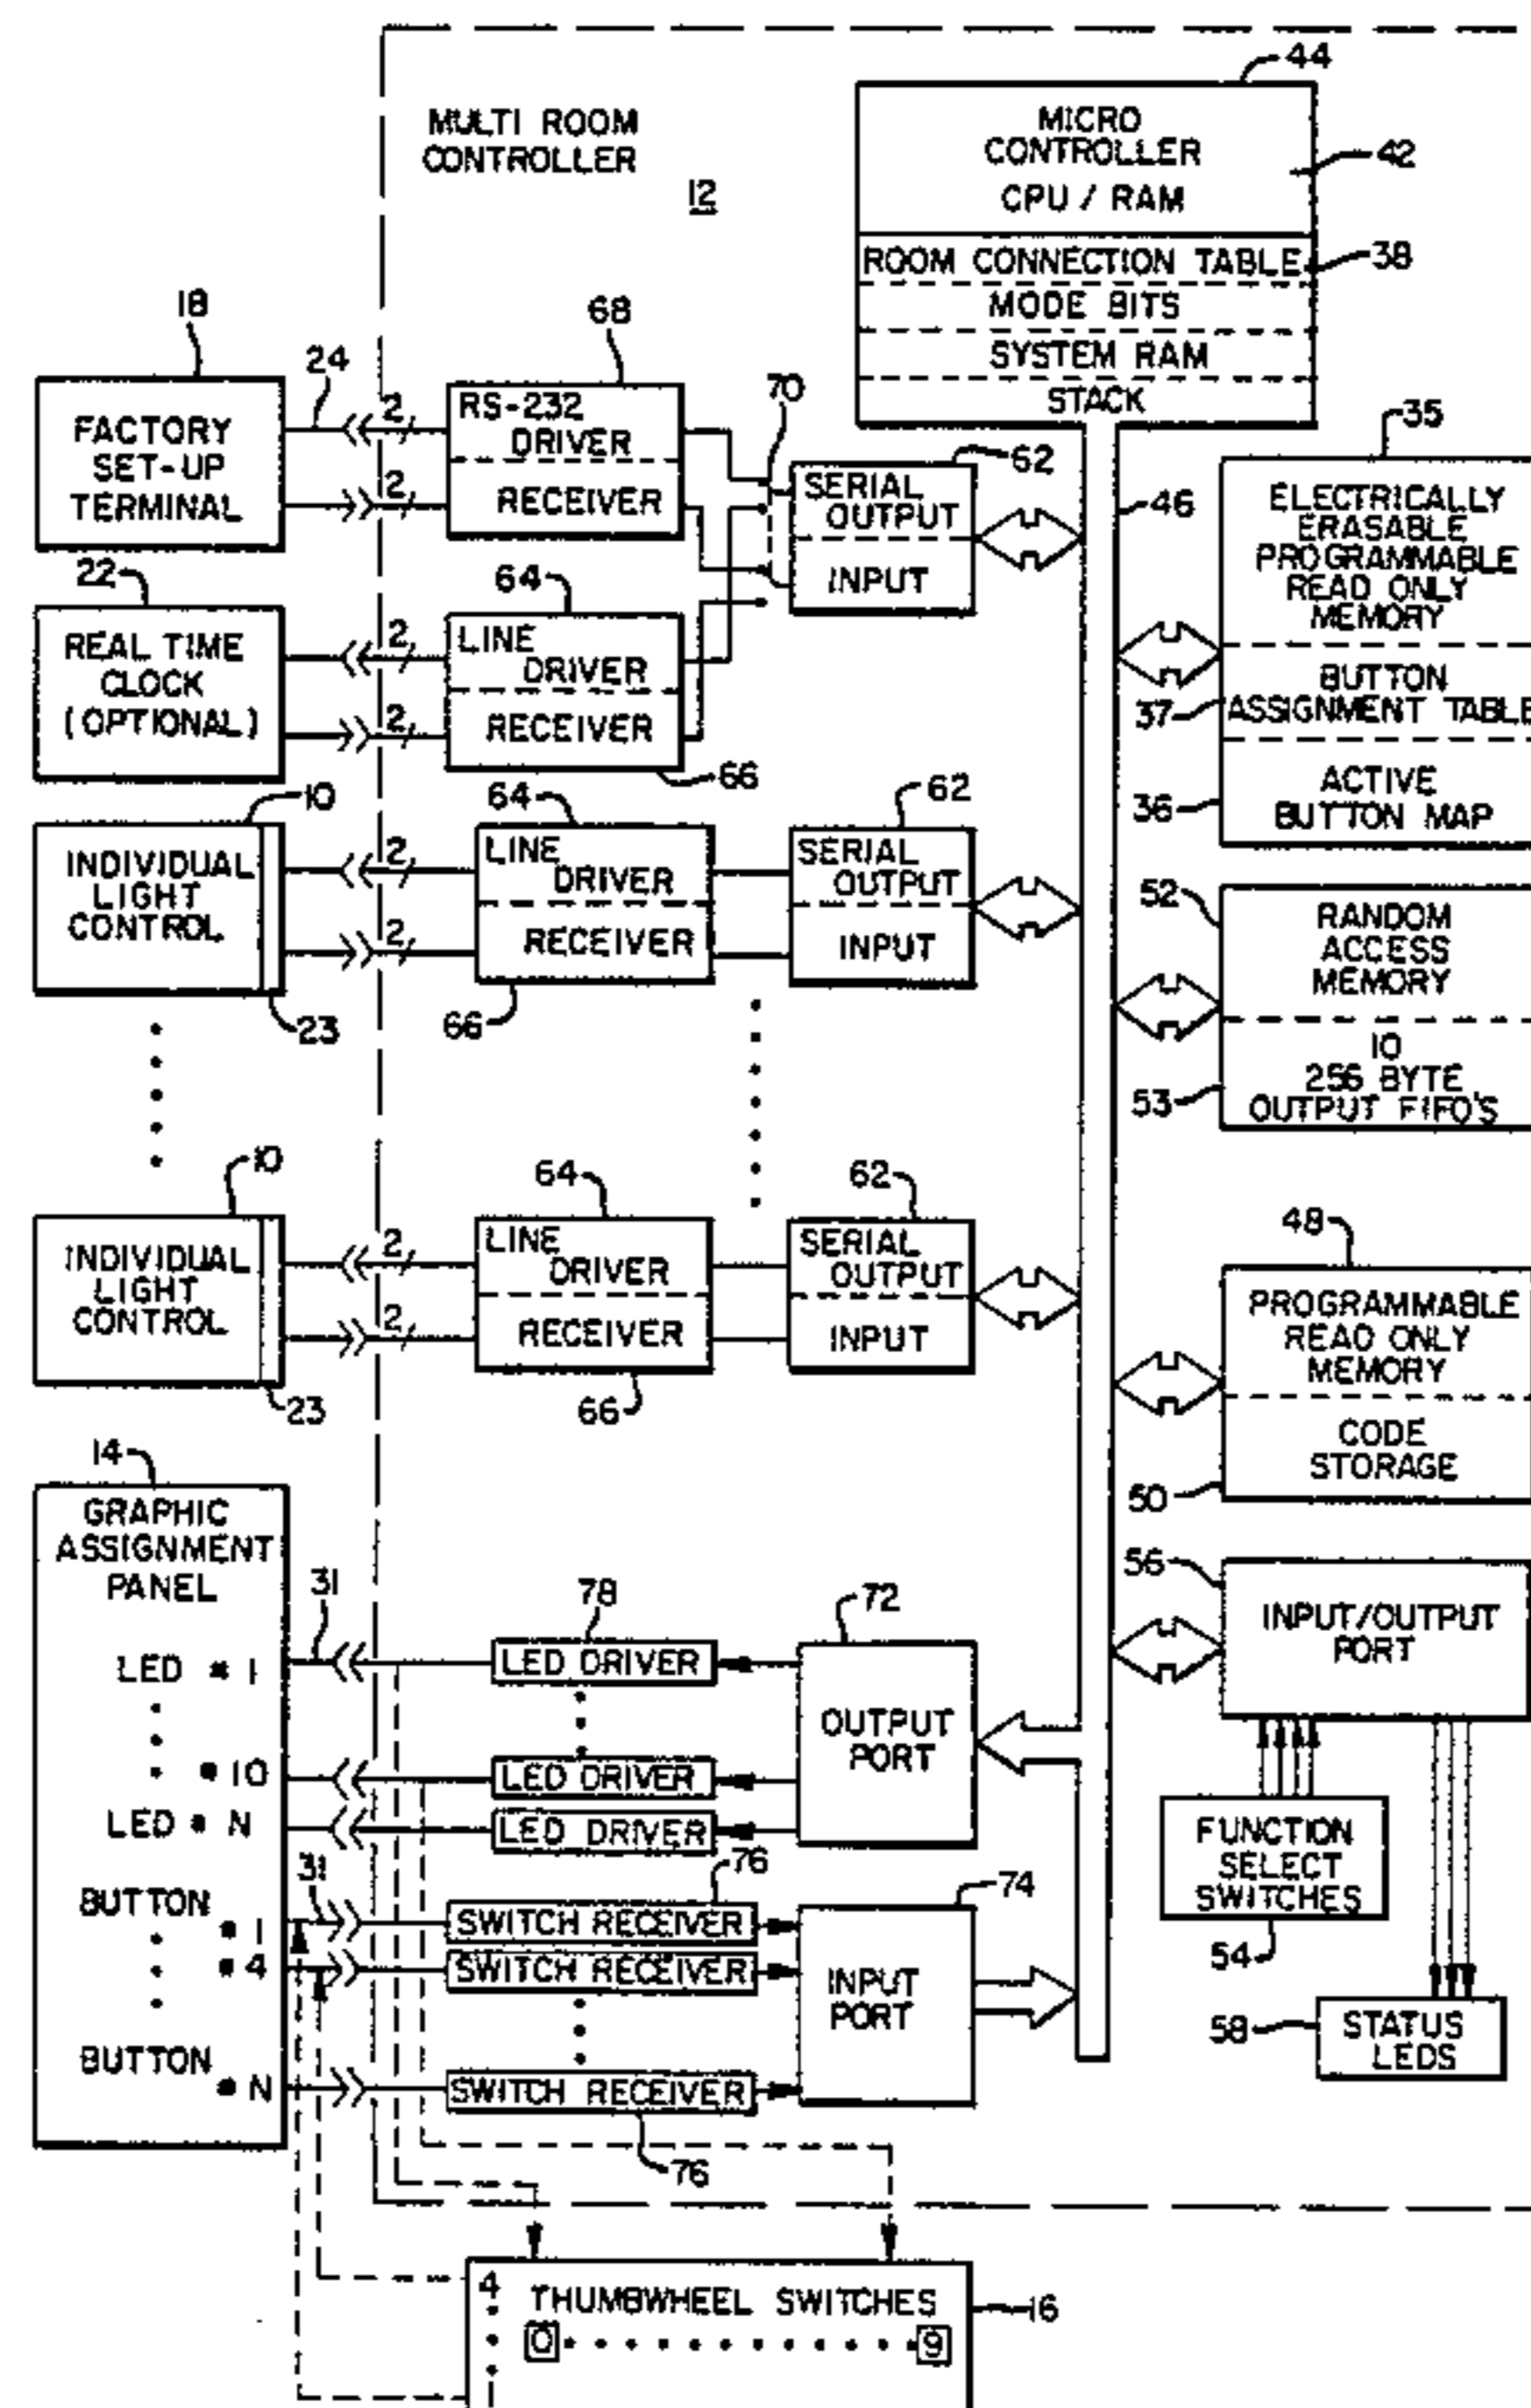 MULTI ROOM
CONTROLLER
12
44
MICRO
CONTROLLER
CPU / RAM
42
ROOM CONNECTION TABLE
38
MODE BITS
SYSTEM RAM
STACK
18
FACTORY
SET-UP
TERMINAL
24
2
2
68
RS-232
DRIVER
RECEIVER
70
62
SERIAL
OUTPUT
INPUT
46
35
ELECTRICALLY
ERASABLE
PROGRAMMABLE
READ ONLY
MEMORY
BUTTON
ASSIGNMENT TABLE
37
ACTIVE
BUTTON MAP
36
22
REAL TIME
CLOCK
(OPTIONAL)
2
2
64
LINE
DRIVER
RECEIVER
66
10
INDIVIDUAL
LIGHT
CONTROL
23
2
2
64
LINE
DRIVER
RECEIVER
66
62
SERIAL
OUTPUT
INPUT
52
RANDOM
ACCESS
MEMORY
10
256 BYTE
OUTPUT FIFO'S
53
10
INDIVIDUAL
LIGHT
CONTROL
23
2
2
64
LINE
DRIVER
RECEIVER
66
62
SERIAL
OUTPUT
INPUT
48
PROGRAMMABLE
READ ONLY
MEMORY
CODE
STORAGE
50
14
GRAPHIC
ASSIGNMENT
PANEL
31
LED # 1
# 10
LED # N
31
BUTTON
# 1
# 4
BUTTON
# N
78
LED DRIVER
LED DRIVER
LED DRIVER
72
OUTPUT
PORT
76
SWITCH RECEIVER
SWITCH RECEIVER
SWITCH RECEIVER
76
74
INPUT
PORT
56
INPUT/OUTPUT
PORT
FUNCTION
SELECT
SWITCHES
54
58
STATUS
LEDS
4
THUMBWHEEL SWITCHES
16
0
9